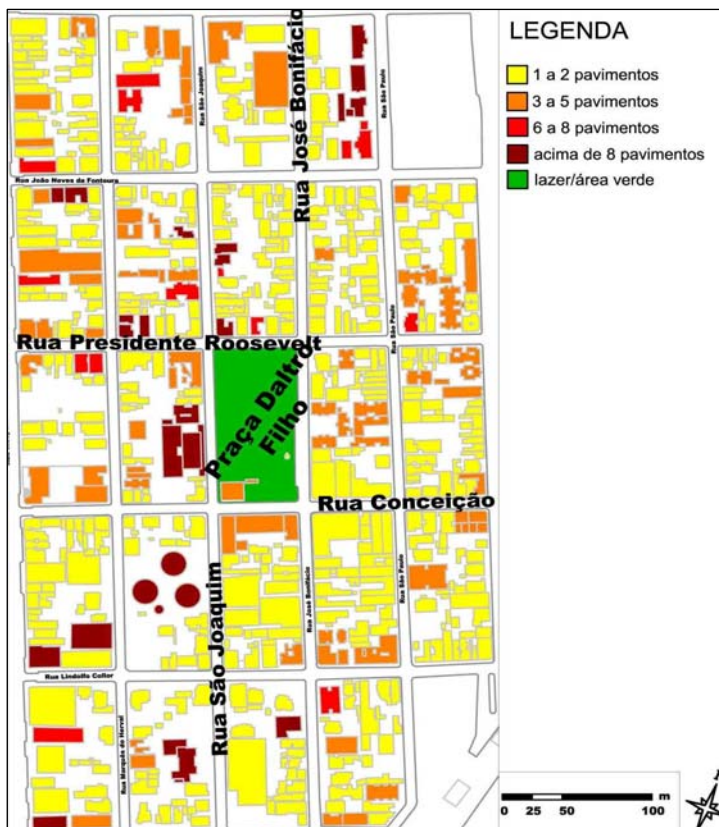 LEGENDA
1 a 2 pavimentos
3 a 5 pavimentos
6 a 8 pavimentos
acima de 8 pavimentos
lazer/área verde
Rua São Joaquim
Rua José Bonifácio
Rua São Paulo
Rua João Neves da Fontoura
Rua São Paulo
Rua Presidente Roosevelt
Praça Daltro
Filho
Rua Conceição
Rua São Joaquim
Rua José Bonifácio
Rua São Paulo
Rua Lindolfo Collor
Rua Marquês do Herval
m
0 25 50 100